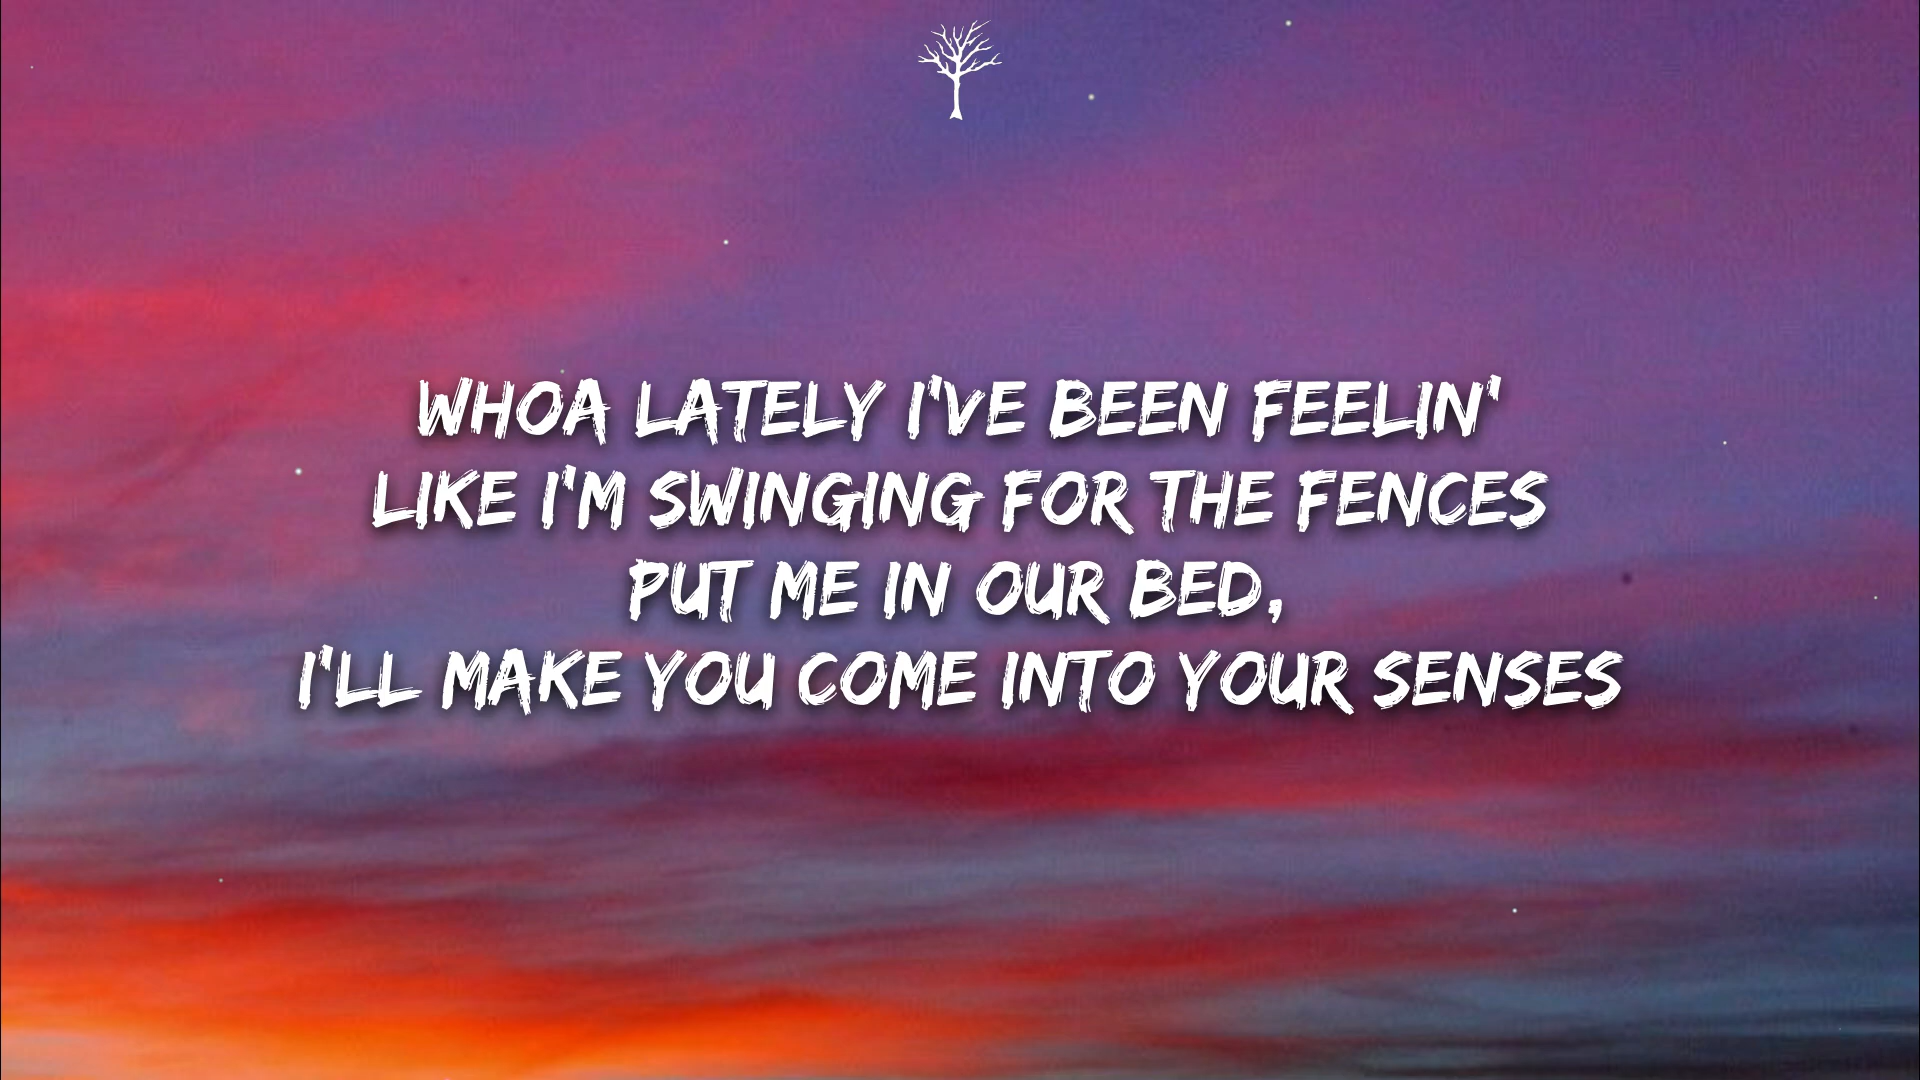 WHOA LATELY I'VE BEEN FEELIN'
LIKE I'M SWINGING FOR THE FENCES
PUT ME IN OUR BED,
I'LL MAKE YOU COME INTO YOUR SENSES